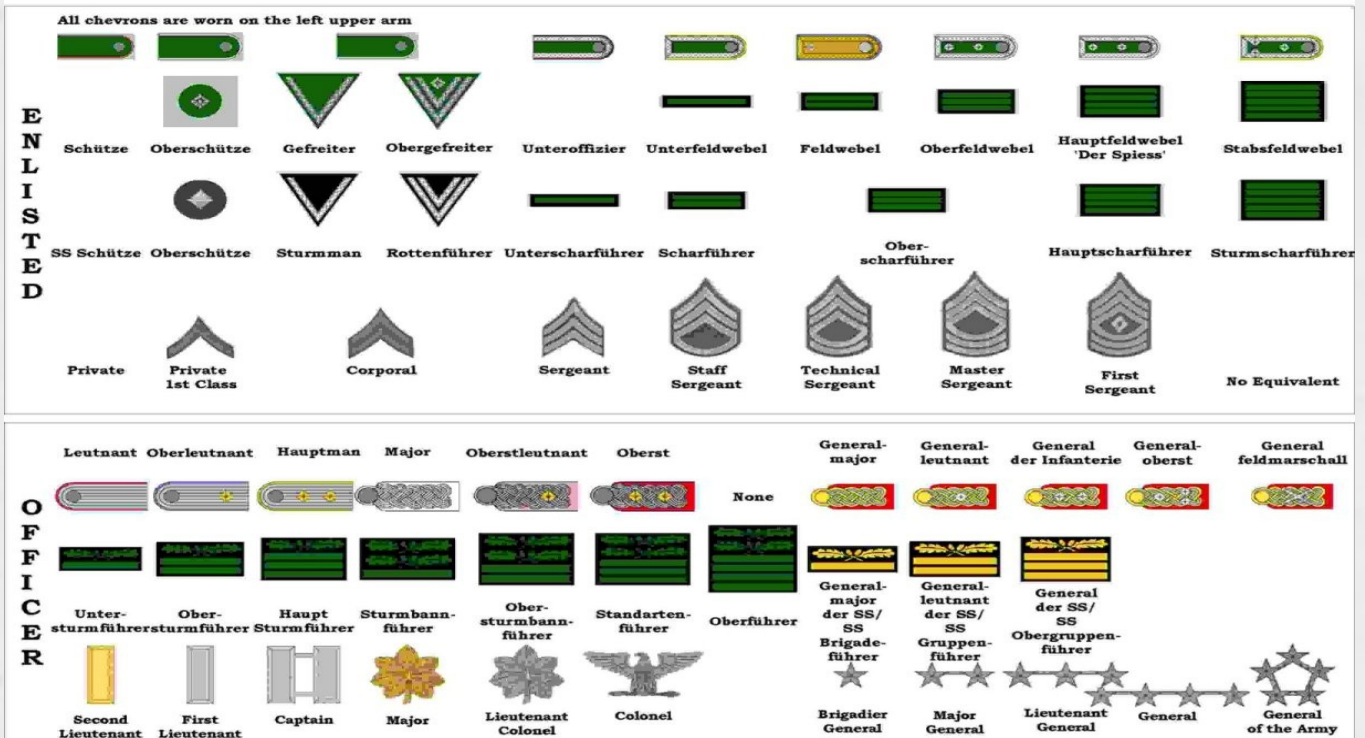 All chevrons are worn on the left upper arm
ENLISTED
Schütze Oberschütze Gefreiter Obergefreiter Unteroffizier Unterfeldwebel Feldwebel Oberfeldwebel Hauptfeldwebel 'Der Spiess' Stabsfeldwebel
SS Schütze Oberschütze Sturmman Rottenführer Unterscharführer Scharführer Ober-scharführer Hauptscharführer Sturmscharführer
Private Private 1st Class Corporal Sergeant Staff Sergeant Technical Sergeant Master Sergeant First Sergeant No Equivalent
OFFICER
Leutnant Oberleutnant Hauptman Major Oberstleutnant Oberst None General-major General-leutnant General der Infanterie General-oberst General feldmarschall
Unter-sturmführer Ober-sturmführer Haupt Sturmführer Sturmbann-führer Ober-sturmbann-führer Standarten-führer Oberführer General-major der SS/ SS Brigade-führer General-leutnant der SS/ SS Gruppen-führer General der SS/ SS Obergruppen-führer
Second Lieutenant First Lieutenant Captain Major Lieutenant Colonel Colonel Brigadier General Major General Lieutenant General General General of the Army